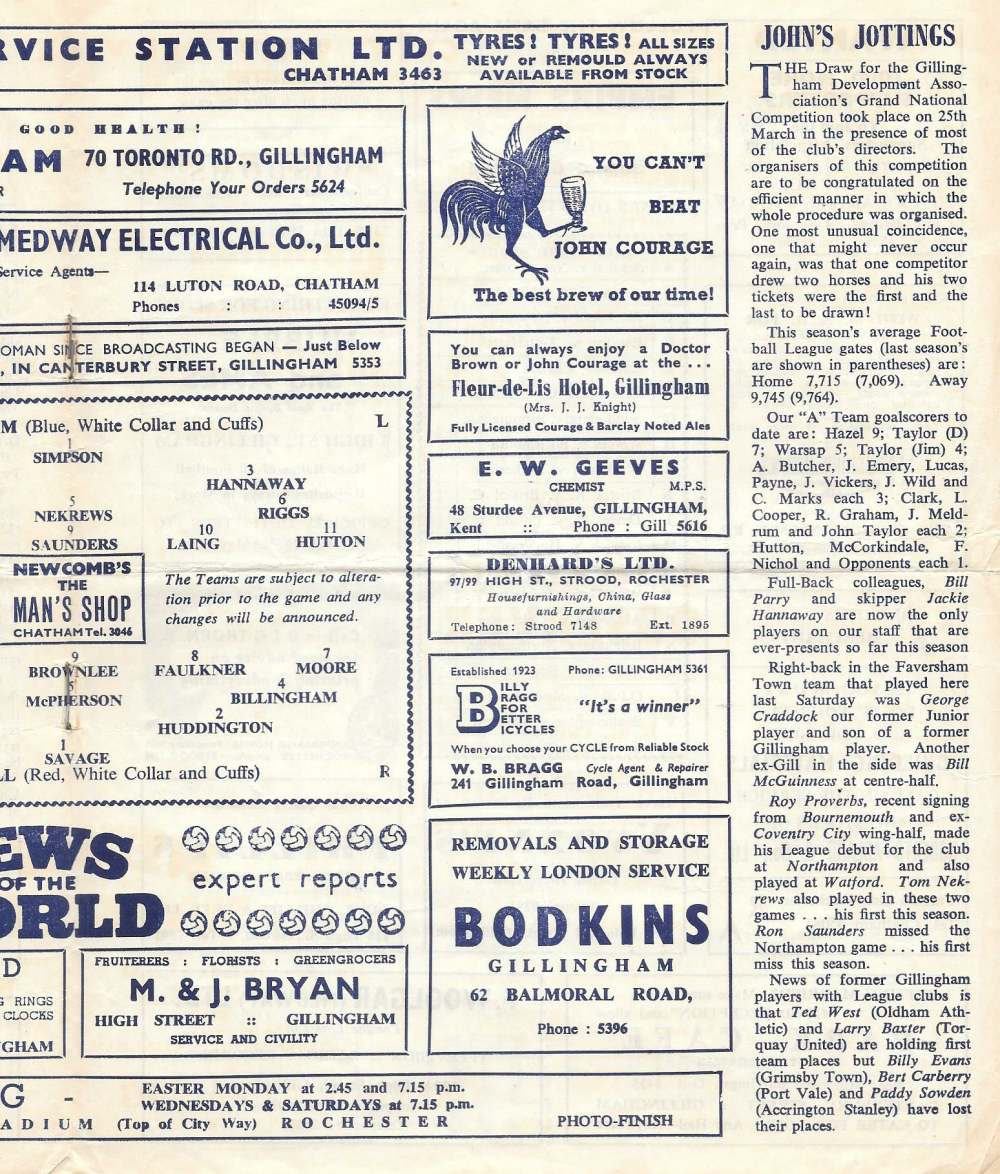 RVICE STATION LTD.
CHATHAM 3463
TYRES! TYRES! ALL SIZES
NEW or REMOULD ALWAYS
AVAILABLE FROM STOCK
GOOD HEALTH!
AM 70 TORONTO RD., GILLINGHAM
R Telephone Your Orders 5624
MEDWAY ELECTRICAL Co., Ltd.
Service Agents—
114 LUTON ROAD, CHATHAM
Phones : : 45094/5
OMAN SINCE BROADCASTING BEGAN — Just Below
, IN CANTERBURY STREET, GILLINGHAM 5353
M (Blue, White Collar and Cuffs) L
1
SIMPSON
3
HANNAWAY
5 6
NEKREWS RIGGS
9 10 11
SAUNDERS LAING HUTTON
NEWCOMB'S
THE
MAN'S SHOP
CHATHAM Tel. 3046
The Teams are subject to altera-
tion prior to the game and any
changes will be announced.
9 8 7
BROWNLEE FAULKNER MOORE
5 4
McPHERSON BILLINGHAM
2
HUDDINGTON
1
SAVAGE
LL (Red, White Collar and Cuffs) R
EWS
OF THE
ORLD
expert reports
D
G RINGS
CLOCKS
NGHAM
FRUITERERS : FLORISTS : GREENGROCERS
M. & J. BRYAN
HIGH STREET :: GILLINGHAM
SERVICE AND CIVILITY
YOU CAN'T
BEAT
JOHN COURAGE
The best brew of our time!
You can always enjoy a Doctor
Brown or John Courage at the . . .
Fleur-de-Lis Hotel, Gillingham
(Mrs. J. J. Knight)
Fully Licensed Courage & Barclay Noted Ales
E. W. GEEVES
CHEMIST M.P.S.
48 Sturdee Avenue, GILLINGHAM,
Kent :: Phone : Gill 5616
DENHARD'S LTD.
97/99 HIGH ST., STROOD, ROCHESTER
Housefurnishings, China, Glass
and Hardware
Telephone: Strood 7148 Ext. 1895
Established 1923 Phone: GILLINGHAM 5361
BILLY
BRAGG
FOR
BETTER
BICYCLES
"It's a winner"
When you choose your CYCLE from Reliable Stock
W. B. BRAGG Cycle Agent & Repairer
241 Gillingham Road, Gillingham
REMOVALS AND STORAGE
WEEKLY LONDON SERVICE
BODKINS
GILLINGHAM
62 BALMORAL ROAD,
Phone : 5396
G -
ADIUM
EASTER MONDAY at 2.45 and 7.15 p.m.
WEDNESDAYS & SATURDAYS at 7.15 p.m.
(Top of City Way) ROCHESTER
PHOTO-FINISH
JOHN'S JOTTINGS
THE Draw for the Gilling-
ham Development Asso-
ciation's Grand National
Competition took place on 25th
March in the presence of most
of the club's directors. The
organisers of this competition
are to be congratulated on the
efficient manner in which the
whole procedure was organised.
One most unusual coincidence,
one that might never occur
again, was that one competitor
drew two horses and his two
tickets were the first and the
last to be drawn!
This season's average Foot-
ball League gates (last season's
are shown in parentheses) are:
Home 7,715 (7,069). Away
9,745 (9,764).
Our "A" Team goalscorers to
date are: Hazel 9; Taylor (D)
7; Warsap 5; Taylor (Jim) 4;
A. Butcher, J. Emery, Lucas,
Payne, J. Vickers, J. Wild and
C. Marks each 3; Clark, L.
Cooper, R. Graham, J. Meld-
rum and John Taylor each 2;
Hutton, McCorkindale, F.
Nichol and Opponents each 1.
Full-Back colleagues, Bill
Parry and skipper Jackie
Hannaway are now the only
players on our staff that are
ever-presents so far this season
Right-back in the Faversham
Town team that played here
last Saturday was George
Craddock our former Junior
player and son of a former
Gillingham player. Another
ex-Gill in the side was Bill
McGuinness at centre-half.
Roy Proverbs, recent signing
from Bournemouth and ex-
Coventry City wing-half, made
his League debut for the club
at Northampton and also
played at Watford. Tom Nek-
rews also played in these two
games . . . his first this season.
Ron Saunders missed the
Northampton game . . . his first
miss this season.
News of former Gillingham
players with League clubs is
that Ted West (Oldham Ath-
letic) and Larry Baxter (Tor-
quay United) are holding first
team places but Billy Evans
(Grimsby Town), Bert Carberry
(Port Vale) and Paddy Sowden
(Accrington Stanley) have lost
their places.